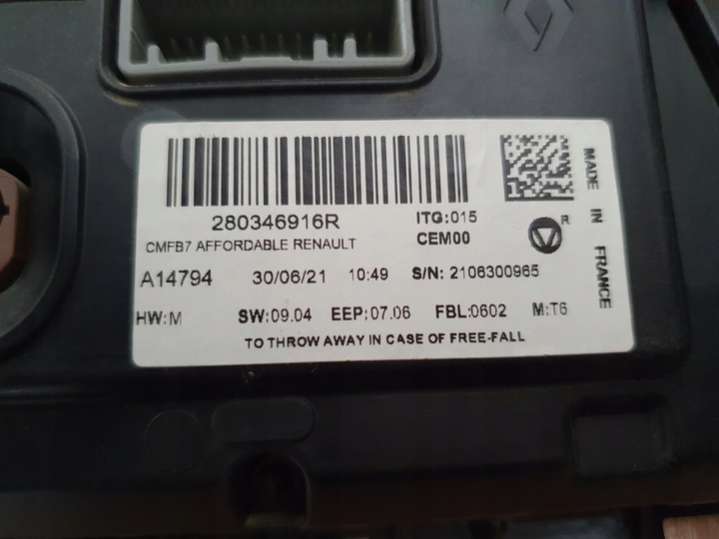 280346916R
ITG:015
CMFB7 AFFORDABLE RENAULT
CEM00
R
A14794 30/06/21 10:49 S/N: 2106300965
HW:M SW:09.04 EEP:07.06 FBL:0602 M:T6
TO THROW AWAY IN CASE OF FREE-FALL
MADE IN FRANCE